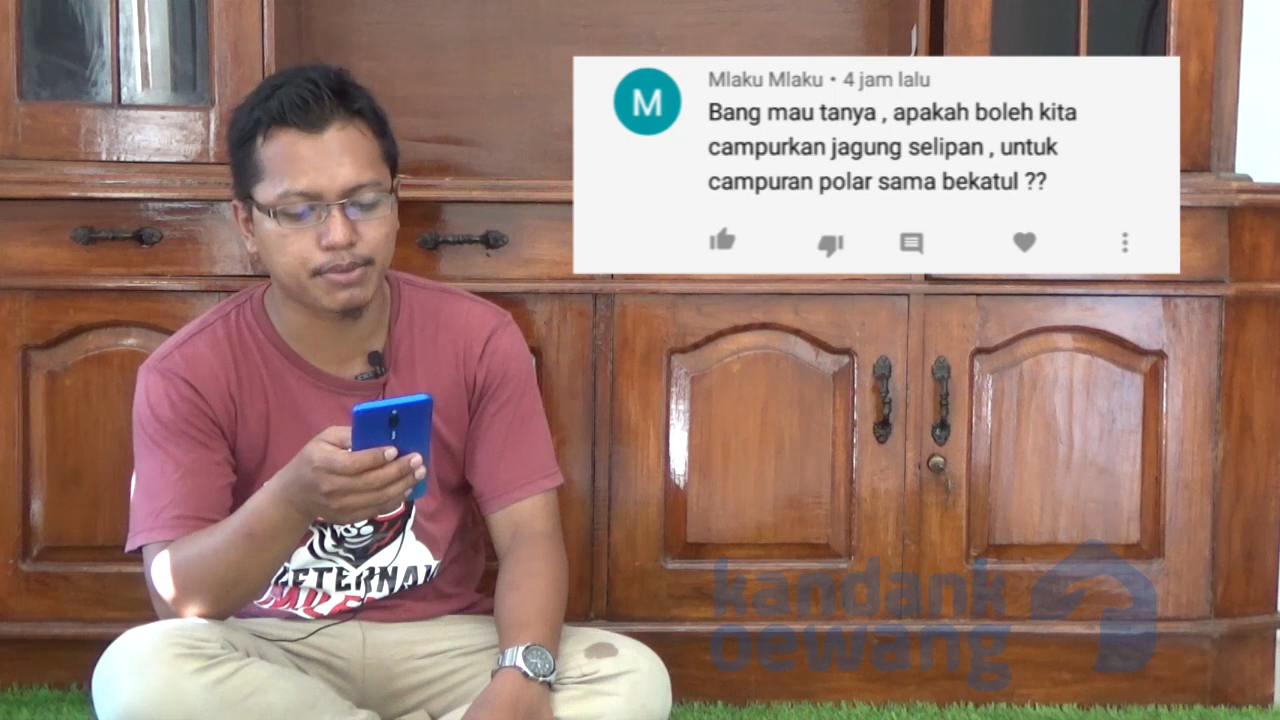 Mlaku Mlaku • 4 jam lalu
M
Bang mau tanya , apakah boleh kita
campurkan jagung selipan , untuk
campuran polar sama bekatul ??
kandank
oewang